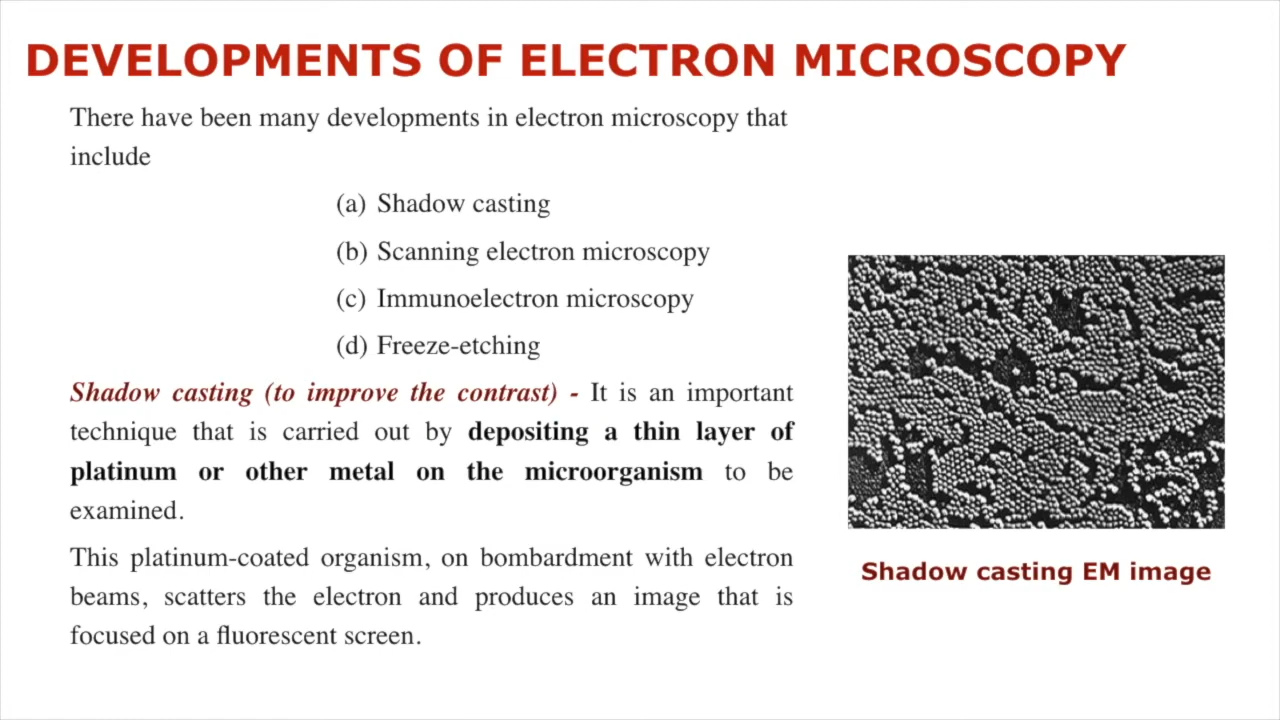 DEVELOPMENTS OF ELECTRON MICROSCOPY
There have been many developments in electron microscopy that
include
(a) Shadow casting
(b) Scanning electron microscopy
(c) Immunoelectron microscopy
(d) Freeze-etching
Shadow casting (to improve the contrast) - It is an important
technique that is carried out by depositing a thin layer of
platinum or other metal on the microorganism to be
examined.
This platinum-coated organism, on bombardment with electron
beams, scatters the electron and produces an image that is
focused on a fluorescent screen.
Shadow casting EM image